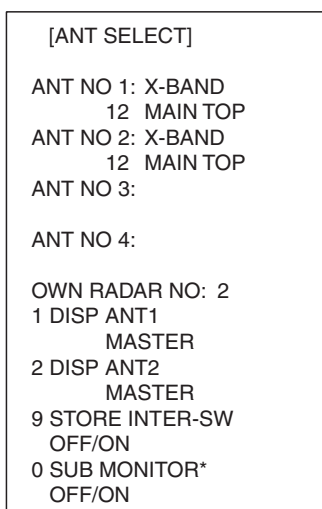 [ANT SELECT]
ANT NO 1: X-BAND
12 MAIN TOP
ANT NO 2: X-BAND
12 MAIN TOP
ANT NO 3:
ANT NO 4:
OWN RADAR NO: 2
1 DISP ANT1
MASTER
2 DISP ANT2
MASTER
9 STORE INTER-SW
OFF/ON
0 SUB MONITOR*
OFF/ON